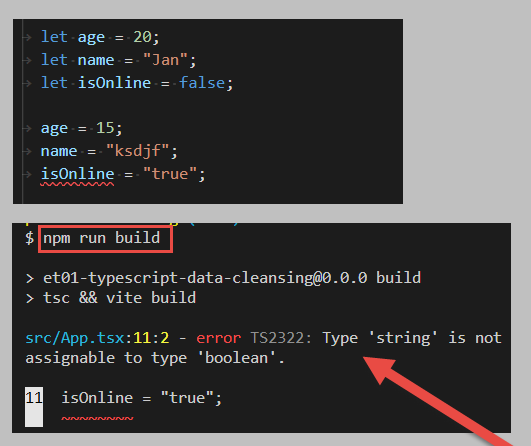 let age = 20;
let name = "Jan";
let isOnline = false;
age = 15;
name = "ksdjf";
isOnline = "true";
$ npm run build
> et01-typescript-data-cleansing@0.0.0 build
> tsc && vite build
src/App.tsx:11:2 - error TS2322: Type 'string' is not
assignable to type 'boolean'.
11 isOnline = "true";
~~~~~~~~